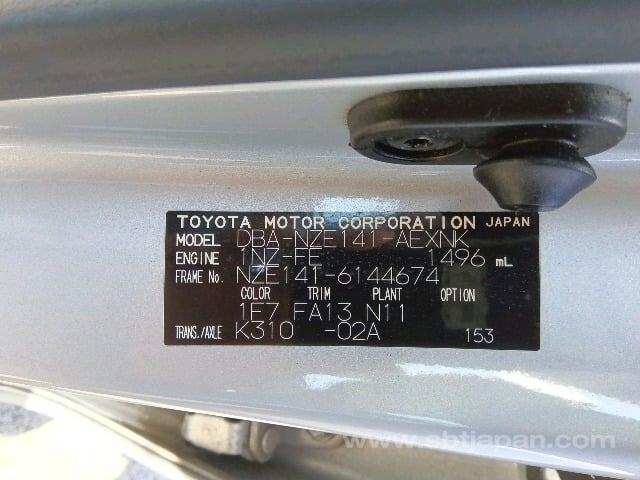 TOYOTA MOTOR CORPORATION JAPAN
MODEL DBA-NZE141-AEXNK
ENGINE 1NZ-FE 1496 mL
FRAME No. NZE141-6144674
COLOR TRIM PLANT OPTION
1E7 FA13 N11
TRANS./AXLE K310 -02A 153
www.sbtjapan.com